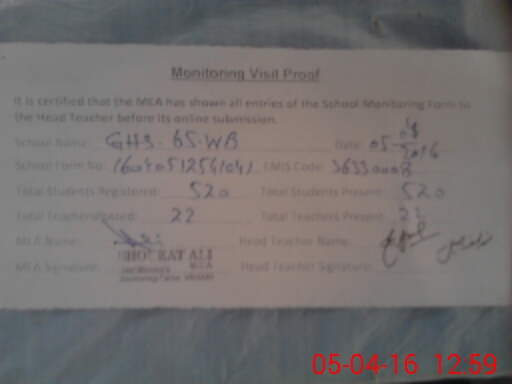 Monitoring Visit Proof
It is certified that the MEA has shown all entries of the School Monitoring Form to
the Head Teacher before its online submission.
School Name: GHS. 65-WB Date: 05-04-2016
School Form No: EMIS Code: 36330008
Total Students Registered: 520 Total Students Present: 520
Total Teachers Posted: 22 Total Teachers Present: 22
MEA Name: Head Teacher Name:
ALI
MEA Signature: Head Teacher Signature:
05-04-16 12:59